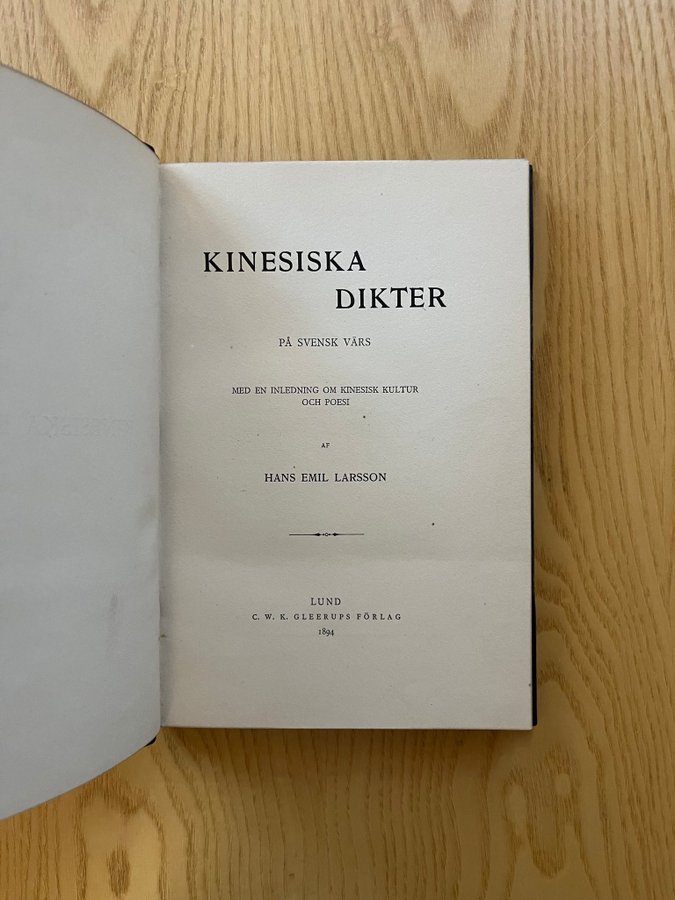 KINESISKA
DIKTER
PÅ SVENSK VÄRS
MED EN INLEDNING OM KINESISK KULTUR
OCH POESI
AF
HANS EMIL LARSSON
LUND
C. W. K. GLEERUPS FÖRLAG
1894